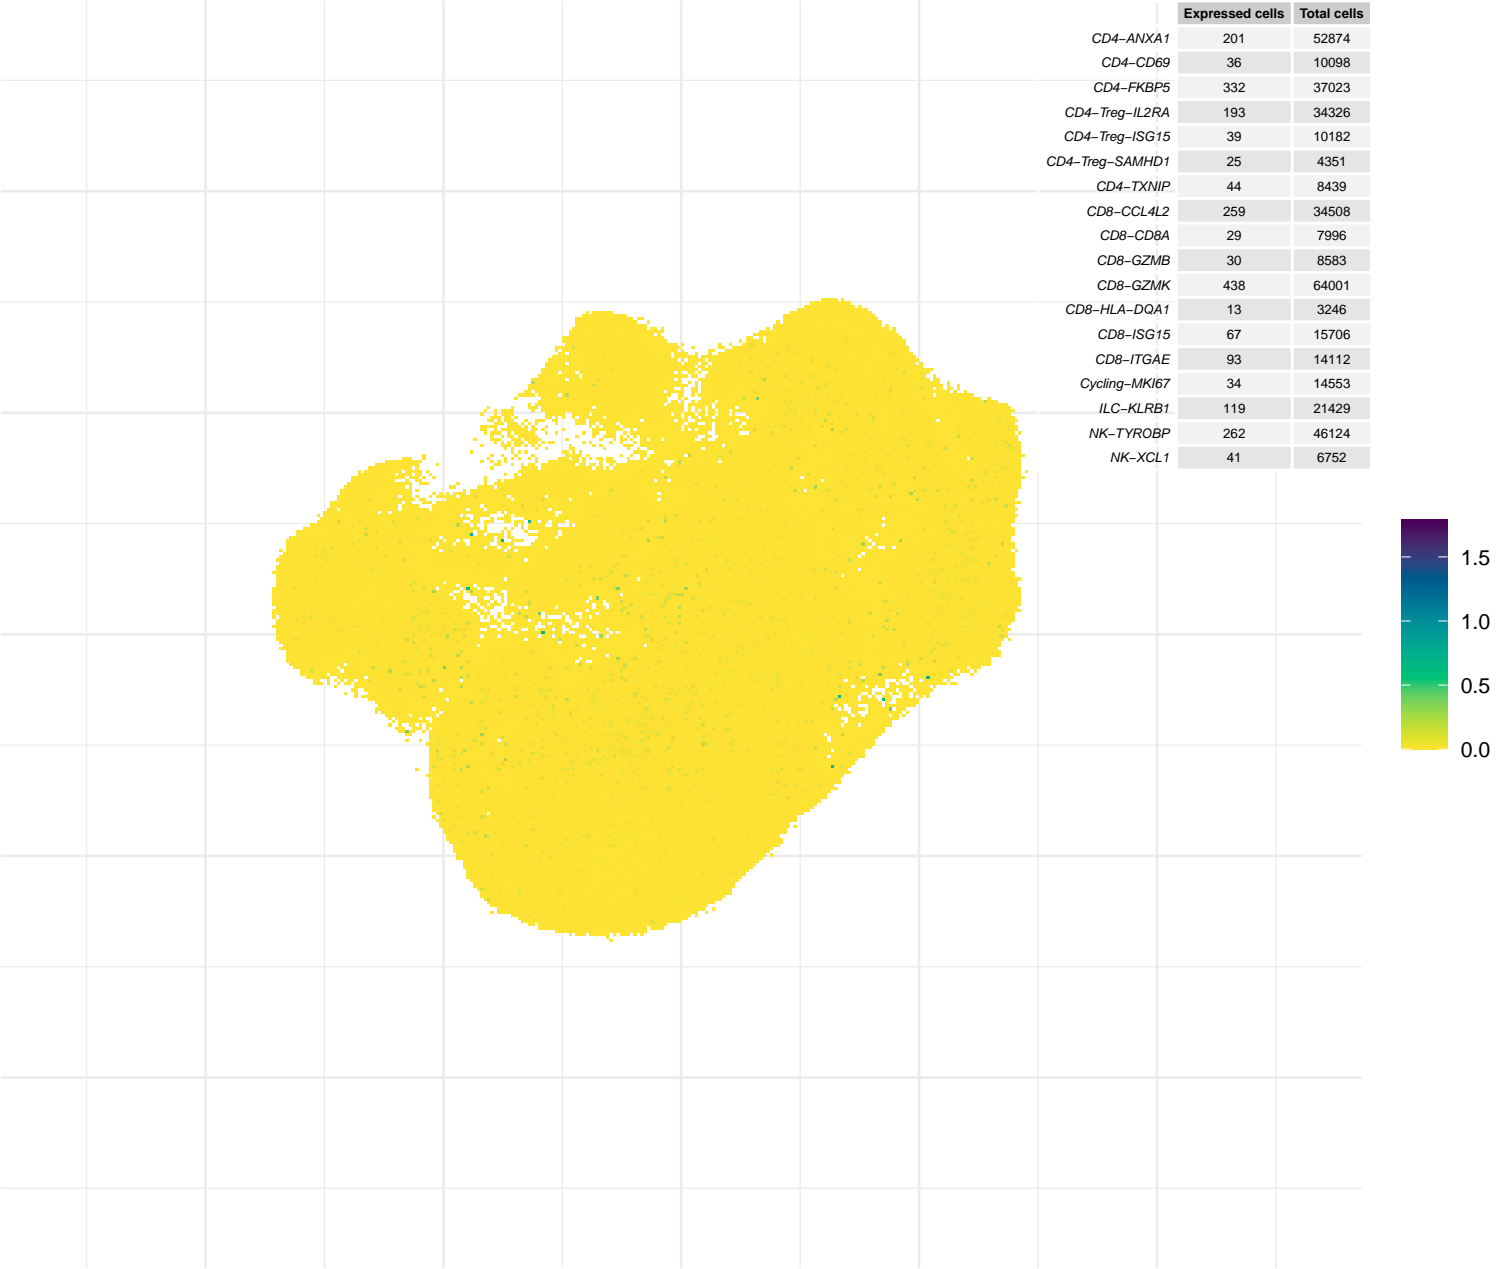 Expressed cells Total cells
CD4−ANXA1 201 52874
CD4−CD69 36 10098
CD4−FKBP5 332 37023
CD4−Treg−IL2RA 193 34326
CD4−Treg−ISG15 39 10182
CD4−Treg−SAMHD1 25 4351
CD4−TXNIP 44 8439
CD8−CCL4L2 259 34508
CD8−CD8A 29 7996
CD8−GZMB 30 8583
CD8−GZMK 438 64001
CD8−HLA−DQA1 13 3246
CD8−ISG15 67 15706
CD8−ITGAE 93 14112
Cycling−MKI67 34 14553
ILC−KLRB1 119 21429
NK−TYROBP 262 46124
NK−XCL1 41 6752
1.5
1.0
0.5
0.0